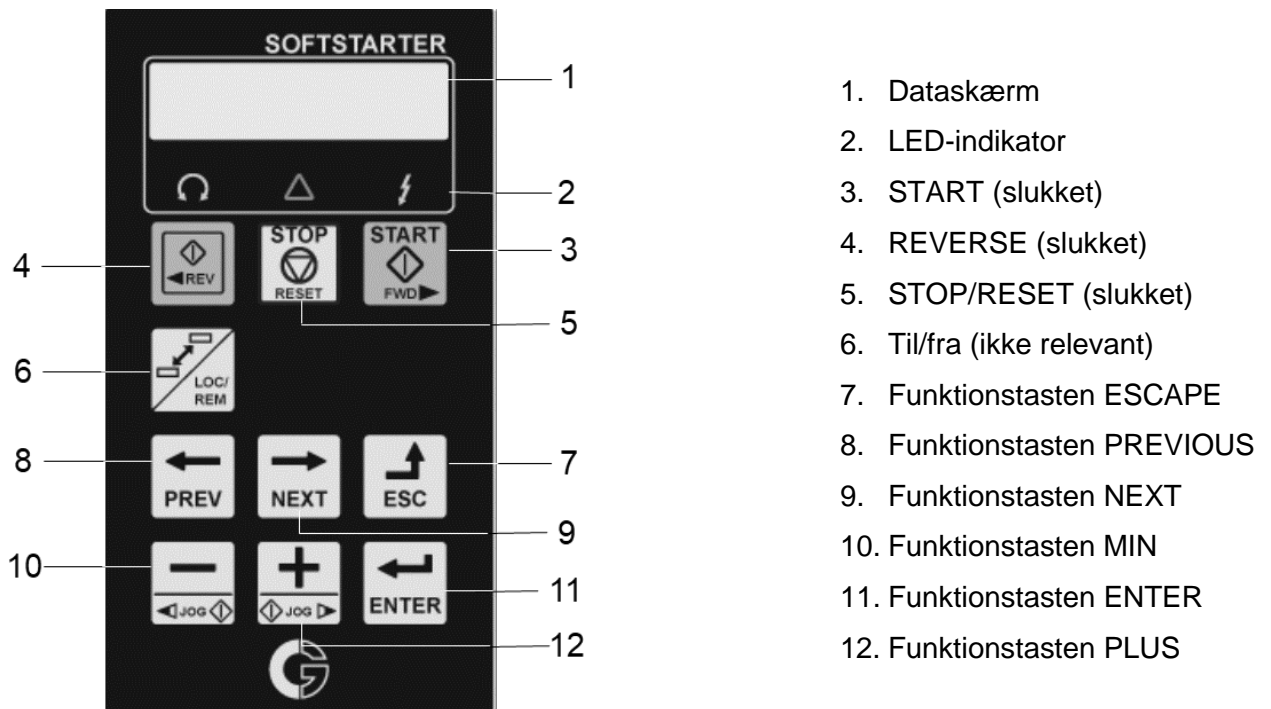 SOFTSTARTER
1
2
STOP
START
REV
RESET
FWD
3
4
5
LOC/
REM
6
PREV
NEXT
ESC
8
7
9
JOG
JOG
ENTER
10
11
12
1. Dataskærm
2. LED-indikator
3. START (slukket)
4. REVERSE (slukket)
5. STOP/RESET (slukket)
6. Til/fra (ikke relevant)
7. Funktionstasten ESCAPE
8. Funktionstasten PREVIOUS
9. Funktionstasten NEXT
10. Funktionstasten MIN
11. Funktionstasten ENTER
12. Funktionstasten PLUS